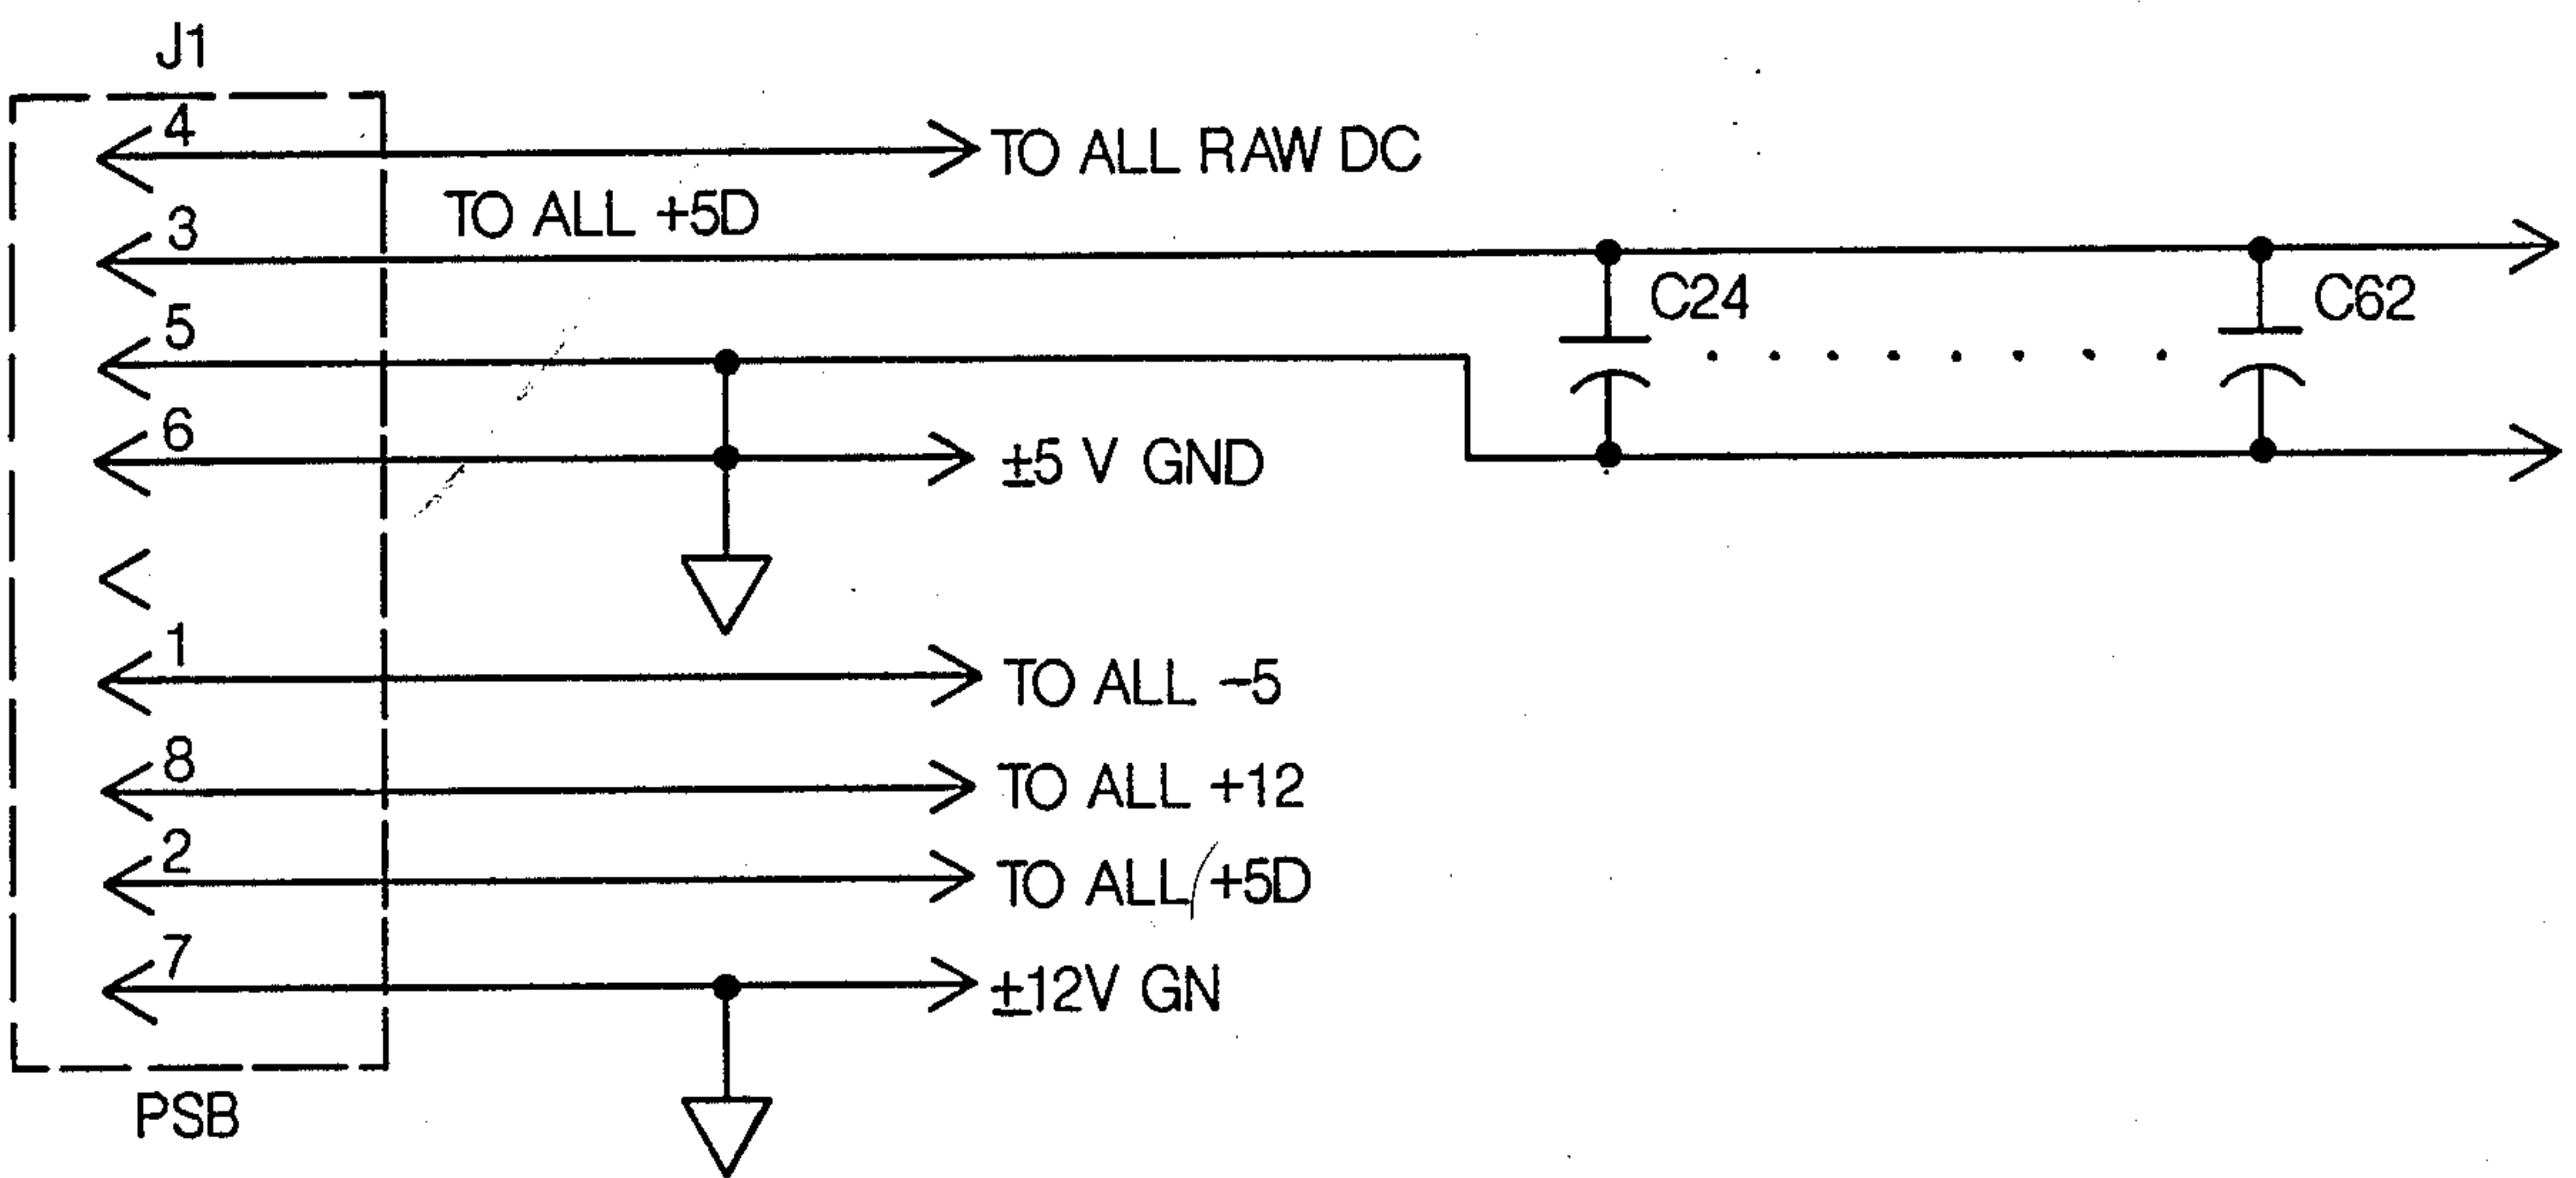 J1
4
TO ALL RAW DC
3
TO ALL +5D
C24
C62
5
6
±5 V GND
1
TO ALL -5
8
TO ALL +12
2
TO ALL +5D
7
±12V GN
PSB